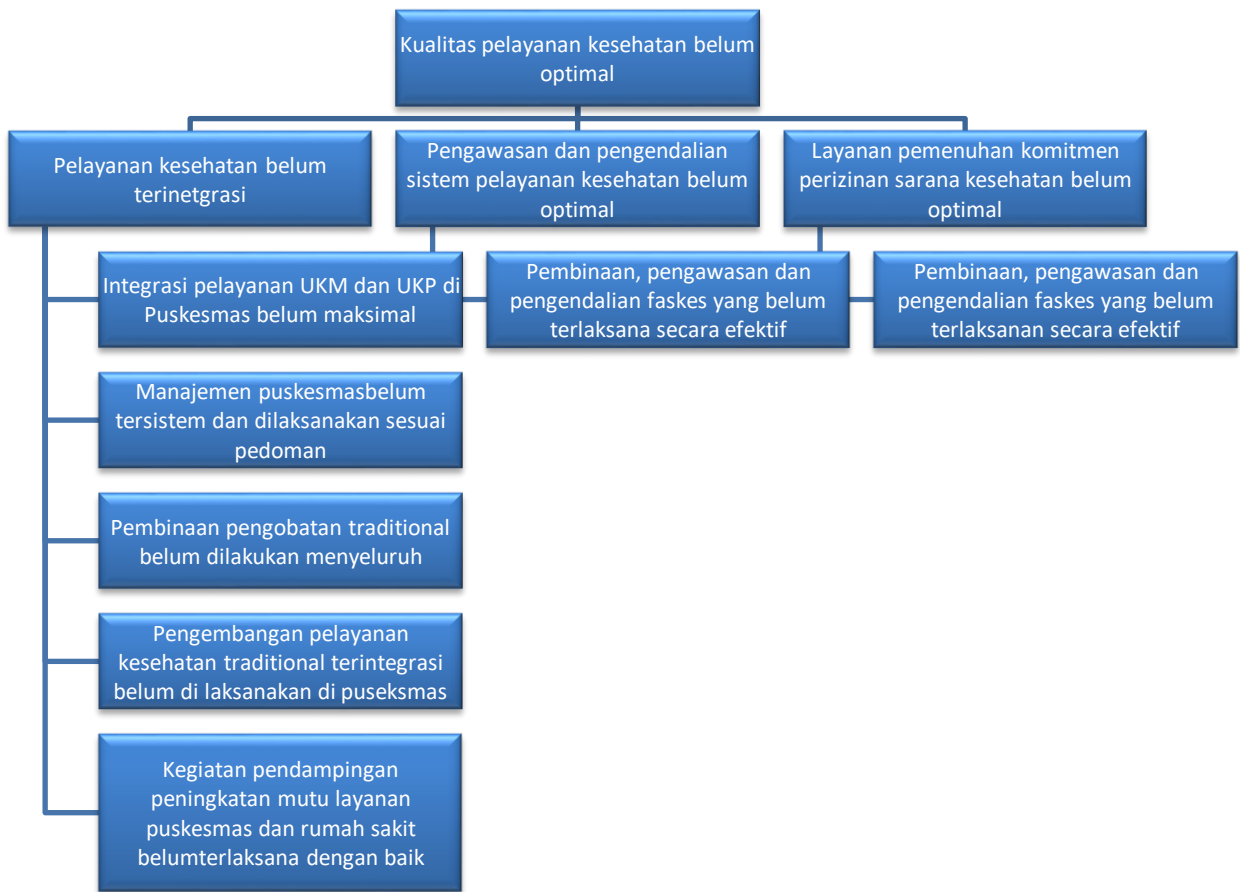 Kualitas pelayanan kesehatan belum
optimal
Pelayanan kesehatan belum
terinetgrasi
Pengawasan dan pengendalian
sistem pelayanan kesehatan belum
optimal
Layanan pemenuhan komitmen
perizinan sarana kesehatan belum
optimal
Integrasi pelayanan UKM dan UKP di
Puskesmas belum maksimal
Pembinaan, pengawasan dan
pengendalian faskes yang belum
terlaksana secara efektif
Pembinaan, pengawasan dan
pengendalian faskes yang belum
terlaksanan secara efektif
Manajemen puskesmasbelum
tersistem dan dilaksanakan sesuai
pedoman
Pembinaan pengobatan traditional
belum dilakukan menyeluruh
Pengembangan pelayanan
kesehatan traditional terintegrasi
belum di laksanakan di puseksmas
Kegiatan pendampingan
peningkatan mutu layanan
puskesmas dan rumah sakit
belumterlaksana dengan baik